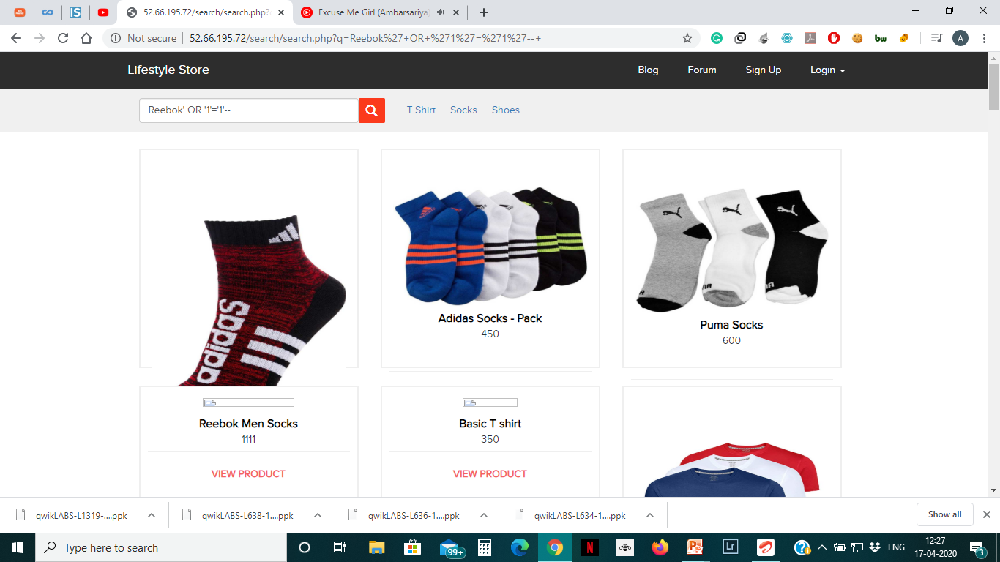 52.66.195.72/search/search.php?
Excuse Me Girl (Ambarsariya)
Not secure
52.66.195.72/search/search.php?q=Reebok%27+OR+%271%27=%271%27--+
bw
A
Lifestyle Store
Blog
Forum
Sign Up
Login
Reebok' OR '1'='1'--
T Shirt
Socks
Shoes
adidas
Adidas Socks - Pack
450
Puma Socks
600
Reebok Men Socks
1111
VIEW PRODUCT
Basic T shirt
350
VIEW PRODUCT
qwikLABS-L1319-....ppk
qwikLABS-L638-1....ppk
qwikLABS-L636-1....ppk
qwikLABS-L634-1....ppk
Show all
Type here to search
99+
N
Lr
ENG
12:27
17-04-2020
3